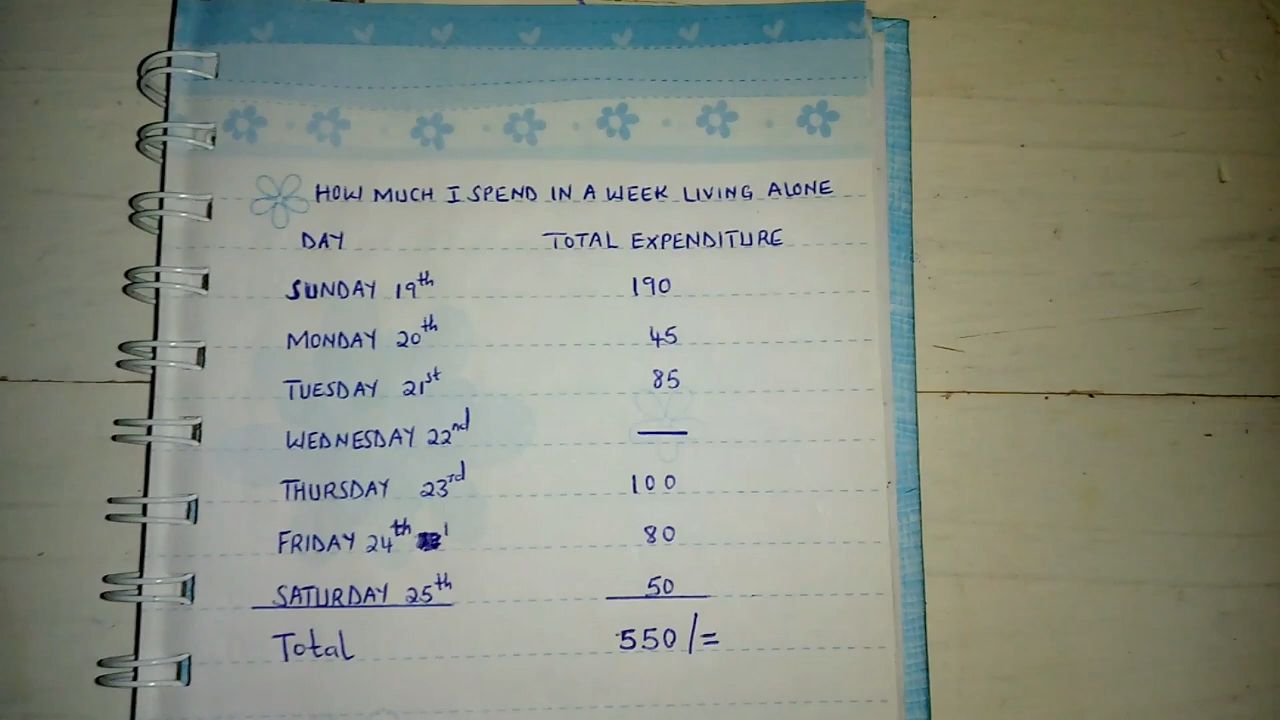 HOW MUCH I SPEND IN A WEEK LIVING ALONE
DAY TOTAL EXPENDITURE
SUNDAY 19th 190
MONDAY 20th 45
TUESDAY 21st 85
WEDNESDAY 22nd —
THURSDAY 23rd 100
FRIDAY 24th 80
SATURDAY 25th 50
Total 550/=